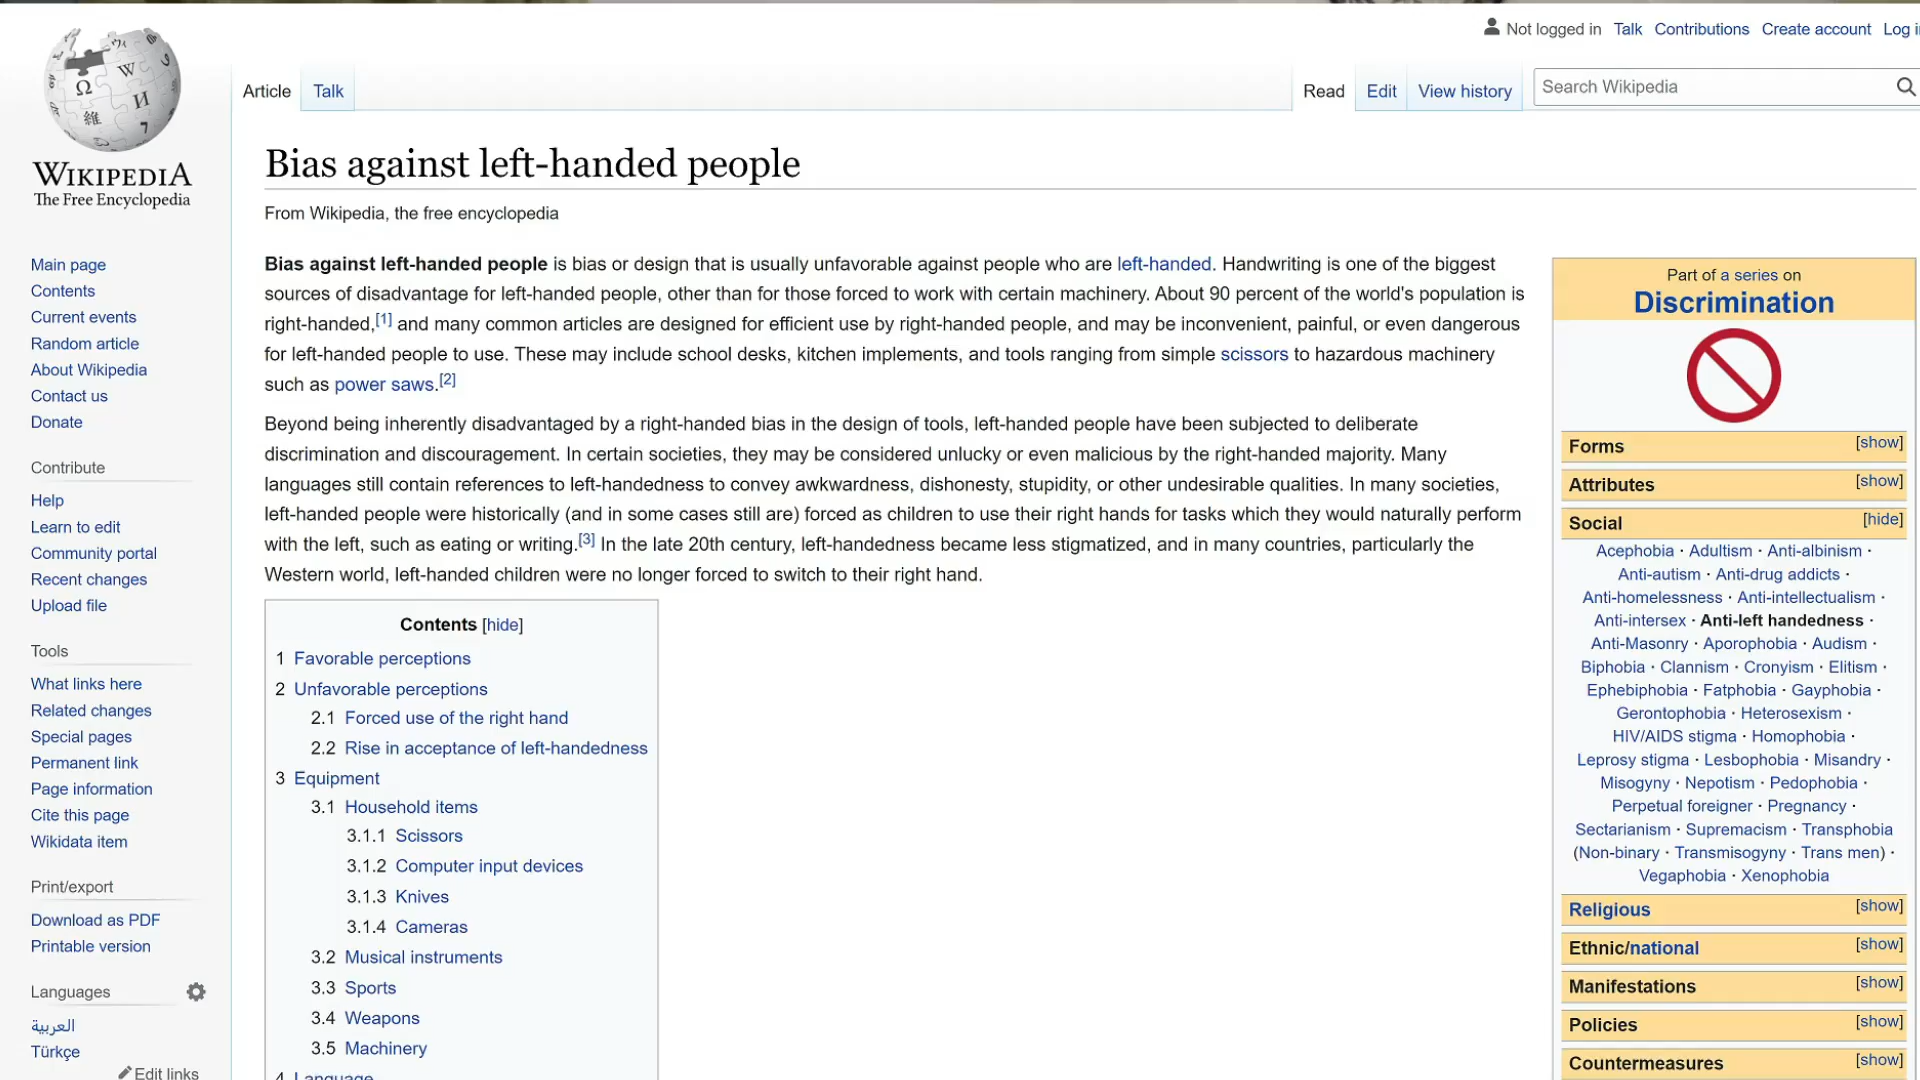 Not logged in Talk Contributions Create account Log i
Article Talk Read Edit View history Search Wikipedia
WIKIPEDIA
The Free Encyclopedia
Main page
Contents
Current events
Random article
About Wikipedia
Contact us
Donate
Contribute
Help
Learn to edit
Community portal
Recent changes
Upload file
Tools
What links here
Related changes
Special pages
Permanent link
Page information
Cite this page
Wikidata item
Print/export
Download as PDF
Printable version
Languages
العربية
Türkçe
Edit links
Bias against left-handed people
From Wikipedia, the free encyclopedia
Bias against left-handed people is bias or design that is usually unfavorable against people who are left-handed. Handwriting is one of the biggest
sources of disadvantage for left-handed people, other than for those forced to work with certain machinery. About 90 percent of the world's population is
right-handed,[1] and many common articles are designed for efficient use by right-handed people, and may be inconvenient, painful, or even dangerous
for left-handed people to use. These may include school desks, kitchen implements, and tools ranging from simple scissors to hazardous machinery
such as power saws.[2]
Beyond being inherently disadvantaged by a right-handed bias in the design of tools, left-handed people have been subjected to deliberate
discrimination and discouragement. In certain societies, they may be considered unlucky or even malicious by the right-handed majority. Many
languages still contain references to left-handedness to convey awkwardness, dishonesty, stupidity, or other undesirable qualities. In many societies,
left-handed people were historically (and in some cases still are) forced as children to use their right hands for tasks which they would naturally perform
with the left, such as eating or writing.[3] In the late 20th century, left-handedness became less stigmatized, and in many countries, particularly the
Western world, left-handed children were no longer forced to switch to their right hand.
Contents [hide]
1 Favorable perceptions
2 Unfavorable perceptions
2.1 Forced use of the right hand
2.2 Rise in acceptance of left-handedness
3 Equipment
3.1 Household items
3.1.1 Scissors
3.1.2 Computer input devices
3.1.3 Knives
3.1.4 Cameras
3.2 Musical instruments
3.3 Sports
3.4 Weapons
3.5 Machinery
4 Language
Part of a series on
Discrimination
Forms [show]
Attributes [show]
Social [hide]
Acephobia · Adultism · Anti-albinism ·
Anti-autism · Anti-drug addicts ·
Anti-homelessness · Anti-intellectualism ·
Anti-intersex · Anti-left handedness ·
Anti-Masonry · Aporophobia · Audism ·
Biphobia · Clannism · Cronyism · Elitism ·
Ephebiphobia · Fatphobia · Gayphobia ·
Gerontophobia · Heterosexism ·
HIV/AIDS stigma · Homophobia ·
Leprosy stigma · Lesbophobia · Misandry ·
Misogyny · Nepotism · Pedophobia ·
Perpetual foreigner · Pregnancy ·
Sectarianism · Supremacism · Transphobia
(Non-binary · Transmisogyny · Trans men) ·
Vegaphobia · Xenophobia
Religious [show]
Ethnic/national [show]
Manifestations [show]
Policies [show]
Countermeasures [show]